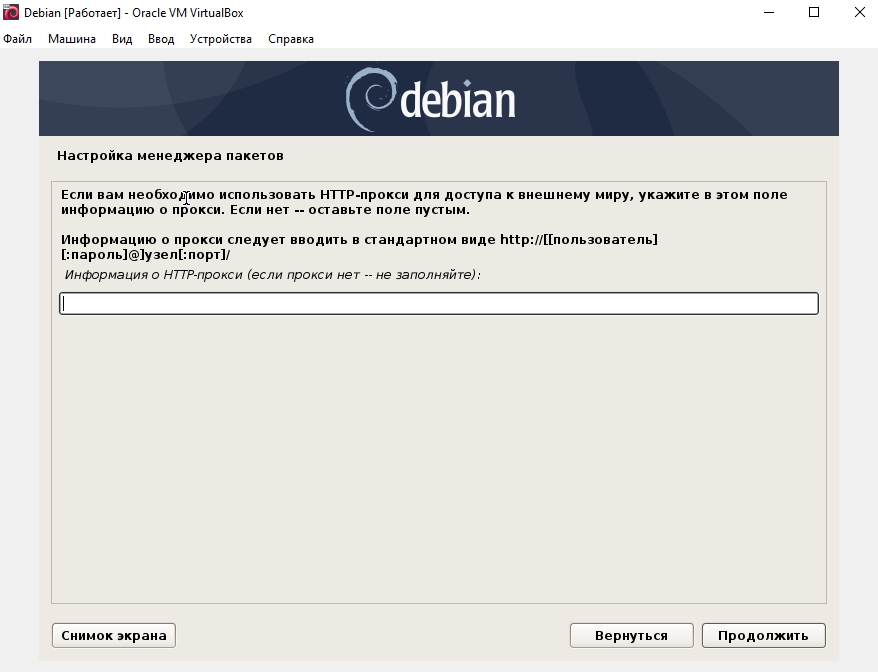 Debian [Работает] - Oracle VM VirtualBox
Файл Машина Вид Ввод Устройства Справка
debian
Настройка менеджера пакетов
Если вам необходимо использовать HTTP-прокси для доступа к внешнему миру, укажите в этом поле
информацию о прокси. Если нет -- оставьте поле пустым.
Информацию о прокси следует вводить в стандартном виде http://[[пользователь]
[:пароль]@]узел[:порт]/
Информация о HTTP-прокси (если прокси нет -- не заполняйте):
Снимок экрана Вернуться Продолжить